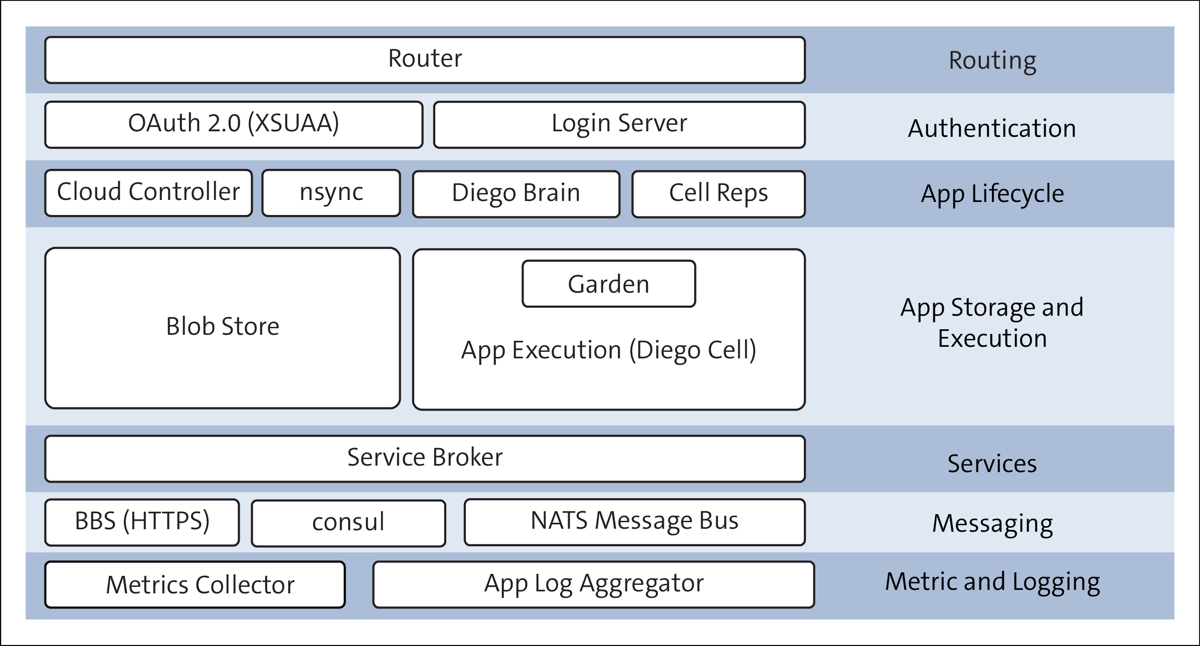 Router
Routing
OAuth 2.0 (XSUAA)
Login Server
Authentication
Cloud Controller
nsync
Diego Brain
Cell Reps
App Lifecycle
Blob Store
Garden
App Execution (Diego Cell)
App Storage and
Execution
Service Broker
Services
BBS (HTTPS)
consul
NATS Message Bus
Messaging
Metrics Collector
App Log Aggregator
Metric and Logging